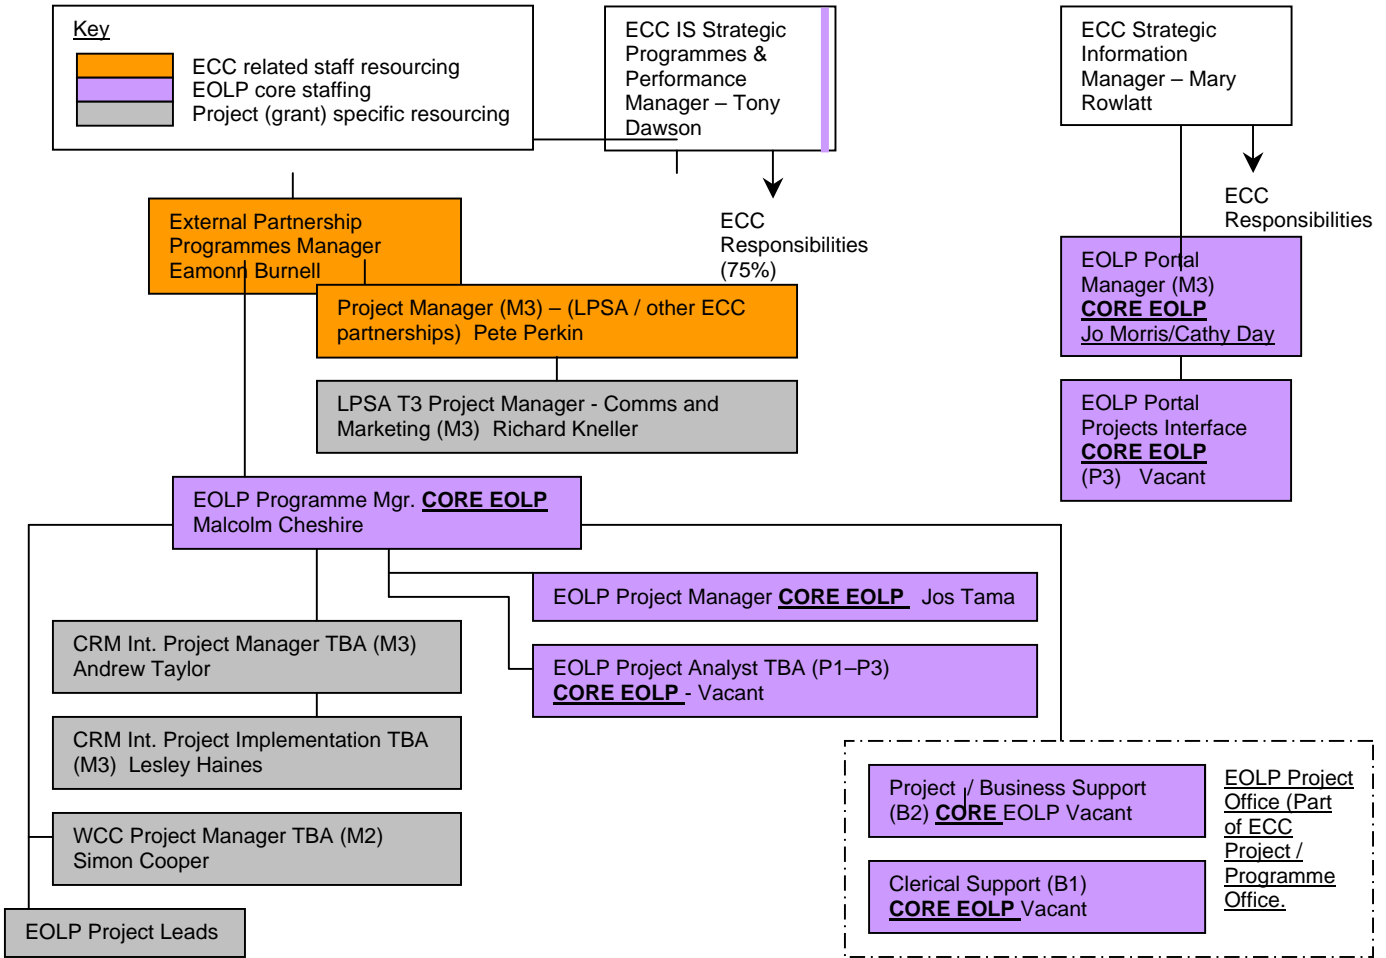 Key
ECC related staff resourcing
EOLP core staffing
Project (grant) specific resourcing
ECC IS Strategic
Programmes &
Performance
Manager – Tony
Dawson
ECC Strategic
Information
Manager – Mary
Rowlatt
ECC
Responsibilities
(75%)
ECC
Responsibilities
External Partnership
Programmes Manager
Eamonn Burnell
Project Manager (M3) – (LPSA / other ECC
partnerships) Pete Perkin
LPSA T3 Project Manager - Comms and
Marketing (M3) Richard Kneller
EOLP Portal
Manager (M3)
CORE EOLP
Jo Morris/Cathy Day
EOLP Portal
Projects Interface
CORE EOLP
(P3) Vacant
EOLP Programme Mgr. CORE EOLP
Malcolm Cheshire
EOLP Project Manager CORE EOLP Jos Tama
EOLP Project Analyst TBA (P1–P3)
CORE EOLP - Vacant
CRM Int. Project Manager TBA (M3)
Andrew Taylor
CRM Int. Project Implementation TBA
(M3) Lesley Haines
WCC Project Manager TBA (M2)
Simon Cooper
EOLP Project Leads
Project / Business Support
(B2) CORE EOLP Vacant
Clerical Support (B1)
CORE EOLP Vacant
EOLP Project
Office (Part
of ECC
Project /
Programme
Office.